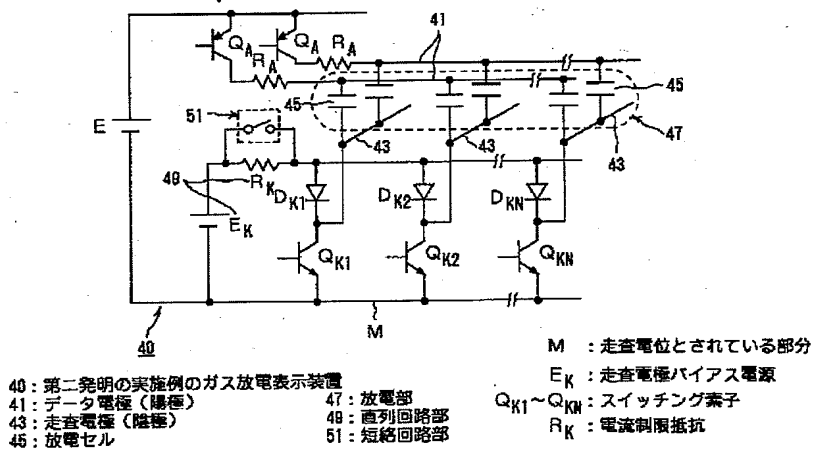 41
Q_A
Q_A
R_A
R_A
45
45
51
E
43
43
43
47
49
R_K
D_K1
D_K2
D_KN
E_K
Q_K1
Q_K2
Q_KN
M
40
M :走査電位とされている部分
E_K :走査電極バイアス電源
Q_K1~Q_KN:スイッチング素子
R_K :電流制限抵抗
40:第二発明の実施例のガス放電表示装置
41:データ電極(陽極)
43:走査電極(陰極)
45:放電セル
47:放電部
49:直列回路部
51:短絡回路部